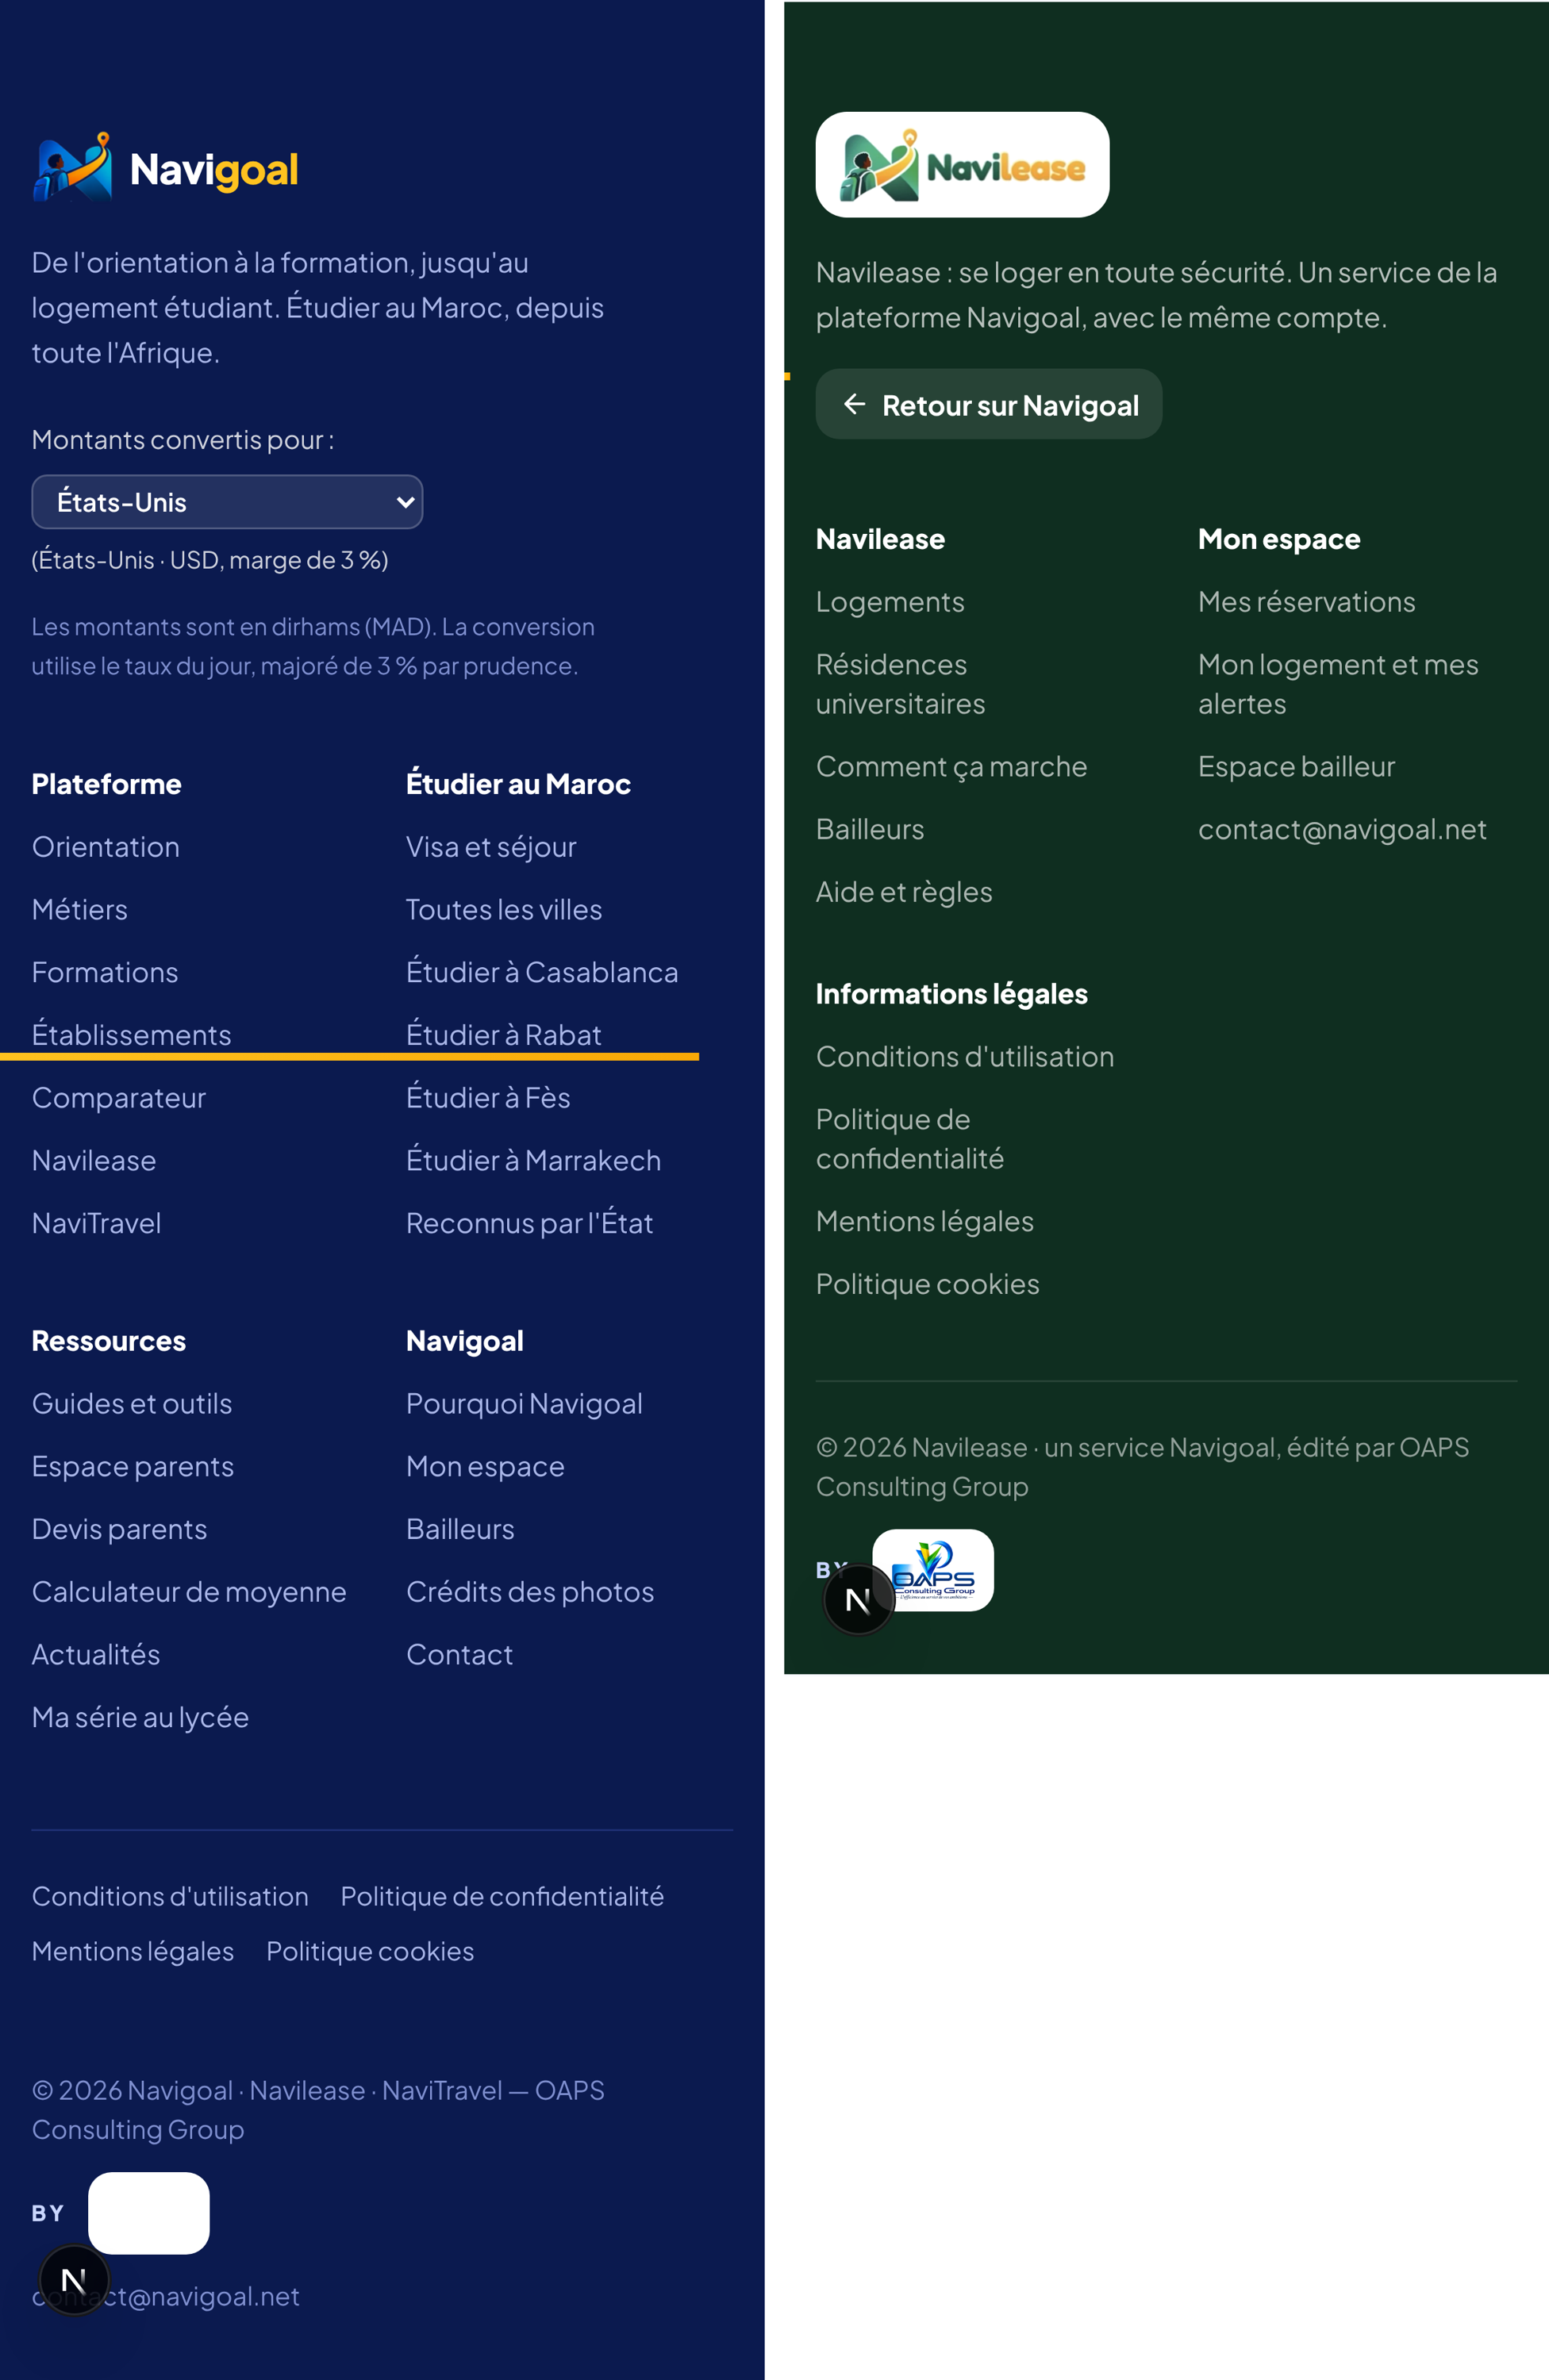 Navigoal
De l'orientation à la formation, jusqu'au
logement étudiant. Étudier au Maroc, depuis
toute l'Afrique.
Montants convertis pour :
États-Unis
(États-Unis · USD, marge de 3 %)
Les montants sont en dirhams (MAD). La conversion
utilise le taux du jour, majoré de 3 % par prudence.
Plateforme
Orientation
Métiers
Formations
Établissements
Comparateur
Navilease
NaviTravel
Étudier au Maroc
Visa et séjour
Toutes les villes
Étudier à Casablanca
Étudier à Rabat
Étudier à Fès
Étudier à Marrakech
Reconnus par l'État
Ressources
Guides et outils
Espace parents
Devis parents
Calculateur de moyenne
Actualités
Ma série au lycée
Navigoal
Pourquoi Navigoal
Mon espace
Bailleurs
Crédits des photos
Contact
Conditions d'utilisation Politique de confidentialité
Mentions légales Politique cookies
© 2026 Navigoal · Navilease · NaviTravel — OAPS
Consulting Group
BY
N
contact@navigoal.net
Navilease
Navilease : se loger en toute sécurité. Un service de la
plateforme Navigoal, avec le même compte.
← Retour sur Navigoal
Navilease
Logements
Résidences
universitaires
Comment ça marche
Bailleurs
Aide et règles
Mon espace
Mes réservations
Mon logement et mes
alertes
Espace bailleur
contact@navigoal.net
Informations légales
Conditions d'utilisation
Politique de
confidentialité
Mentions légales
Politique cookies
© 2026 Navilease · un service Navigoal, édité par OAPS
Consulting Group
BY
OAPS
Consulting Group
N